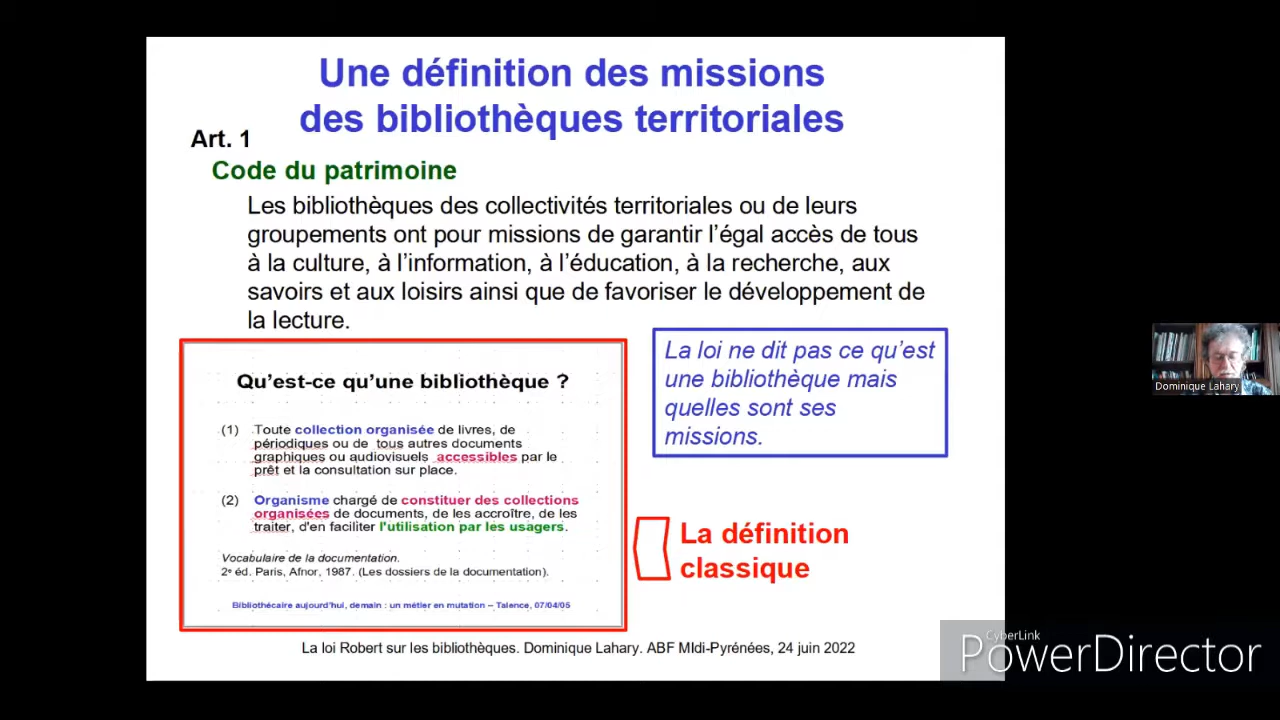 Une définition des missions
des bibliothèques territoriales
Art. 1
Code du patrimoine
Les bibliothèques des collectivités territoriales ou de leurs
groupements ont pour missions de garantir l’égal accès de tous
à la culture, à l’information, à l’éducation, à la recherche, aux
savoirs et aux loisirs ainsi que de favoriser le développement de
la lecture.
Qu’est-ce qu’une bibliothèque ?
(1) Toute collection organisée de livres, de
périodiques ou de tous autres documents
graphiques ou audiovisuels accessibles par le
prêt et la consultation sur place.
(2) Organisme chargé de constituer des collections
organisées de documents, de les accroître, de les
traiter, d'en faciliter l'utilisation par les usagers.
Vocabulaire de la documentation.
2e éd. Paris, Afnor, 1987. (Les dossiers de la documentation).
Bibliothécaire aujourd’hui, demain : un métier en mutation – Talence, 07/04/05
La loi ne dit pas ce qu’est
une bibliothèque mais
quelles sont ses
missions.
La définition
classique
La loi Robert sur les bibliothèques. Dominique Lahary. ABF MIdi-Pyrénées, 24 juin 2022
Dominique Lahary
CyberLink
PowerDirector